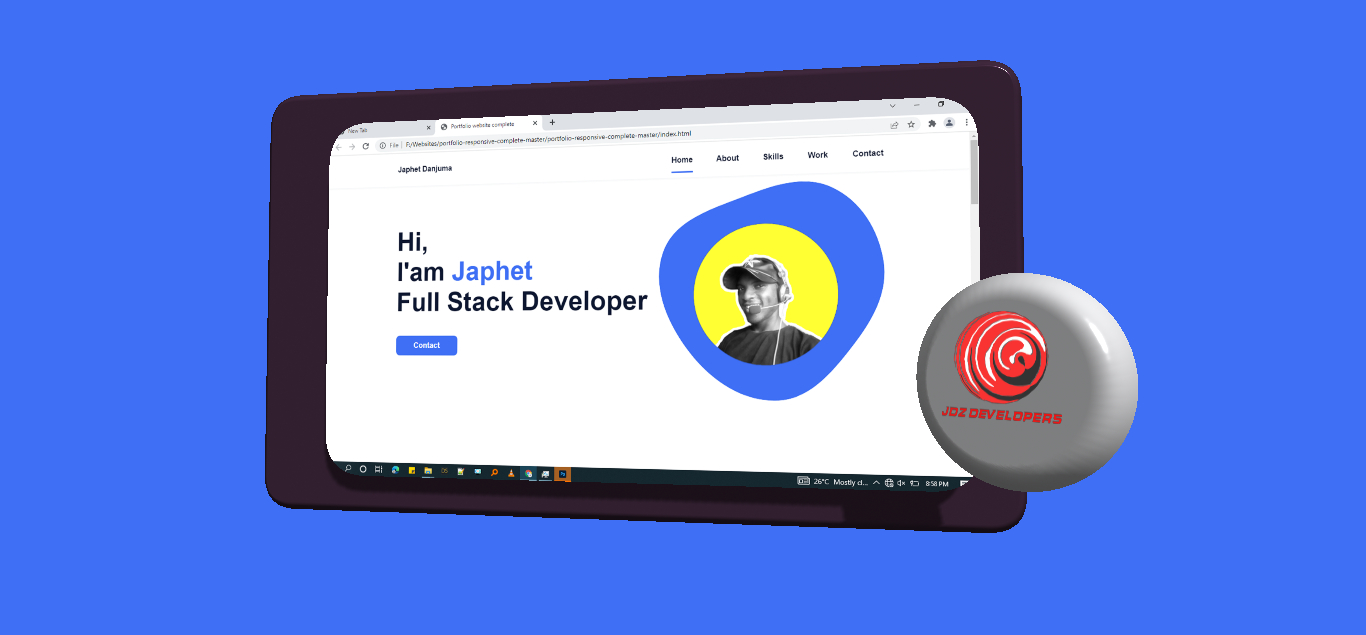 New Tab
Portfolio website complete
File | F:/Websites/portfolio-responsive-complete-master/portfolio-responsive-complete-master/index.html
Japhet Danjuma
Home About Skills Work Contact
Hi,
I'am Japhet
Full Stack Developer
Contact
JDZ DEVELOPERS
26°C Mostly cl... 8:58 PM